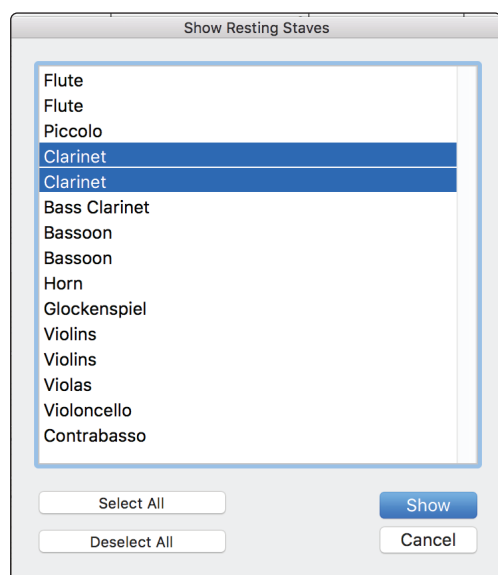 Show Resting Staves
Flute
Flute
Piccolo
Clarinet
Clarinet
Bass Clarinet
Bassoon
Bassoon
Horn
Glockenspiel
Violins
Violins
Violas
Violoncello
Contrabasso
Select All
Show
Deselect All
Cancel